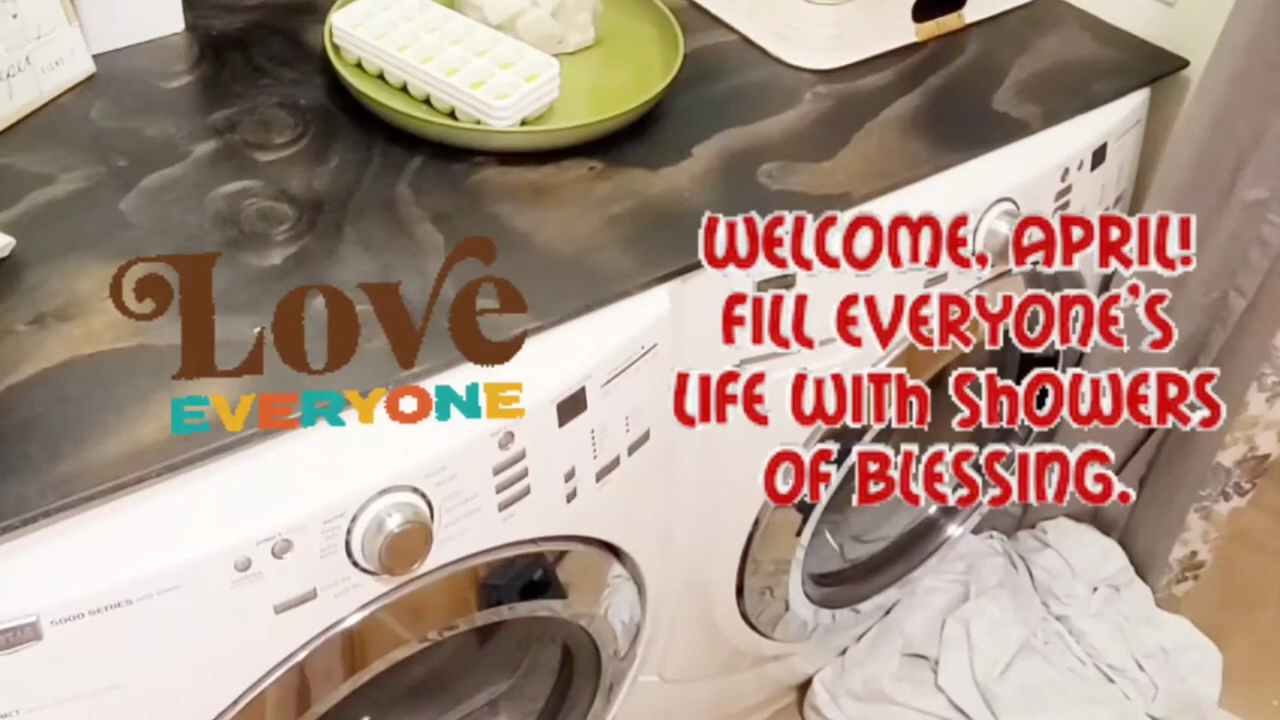 Love
EVERYONE
WELCOME, APRIL!
FILL EVERYONE'S
LIFE WITH SHOWERS
OF BLESSING.
5000 SERIES